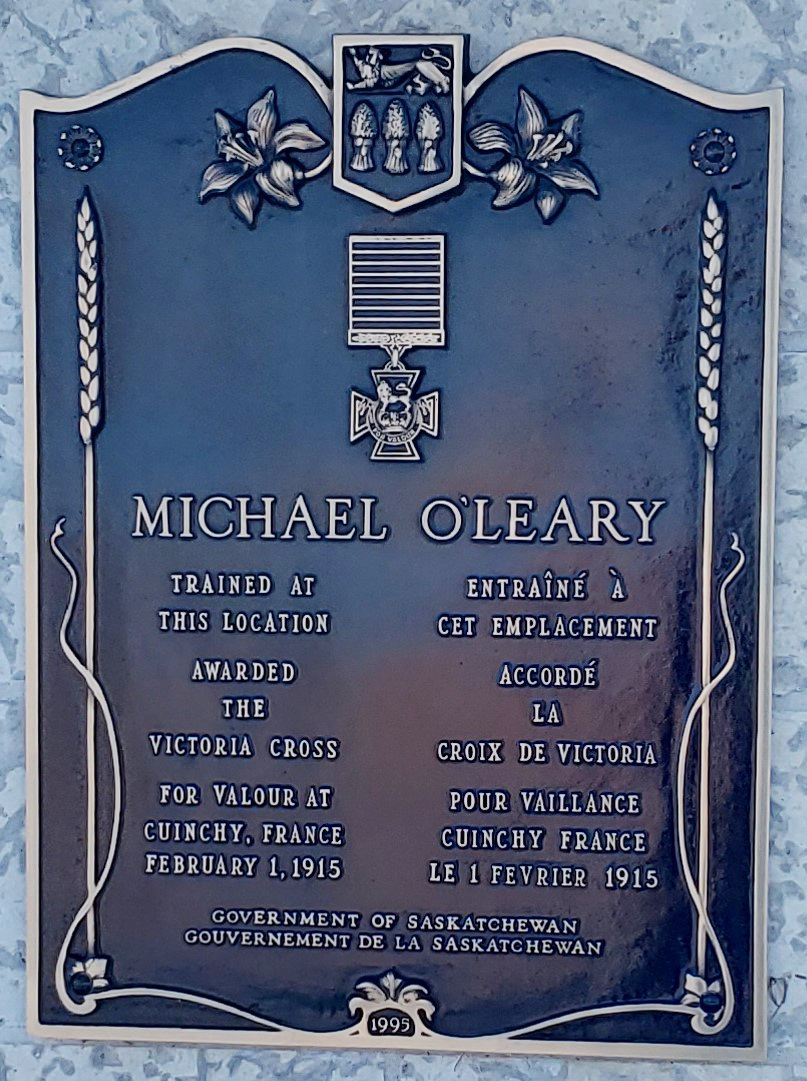 FOR VALOUR
MICHAEL O'LEARY
TRAINED AT
THIS LOCATION
AWARDED
THE
VICTORIA CROSS
FOR VALOUR AT
CUINCHY, FRANCE
FEBRUARY 1, 1915
ENTRAÎNÉ À
CET EMPLACEMENT
ACCORDÉ
LA
CROIX DE VICTORIA
POUR VAILLANCE
CUINCHY FRANCE
LE 1 FEVRIER 1915
GOVERNMENT OF SASKATCHEWAN
GOUVERNEMENT DE LA SASKATCHEWAN
1995